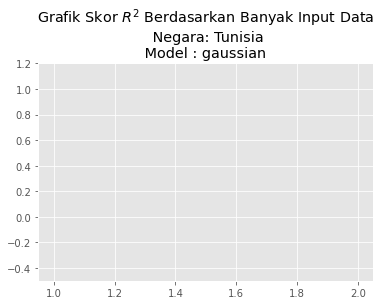 Grafik Skor $R^2$ Berdasarkan Banyak Input Data
Negara: Tunisia
Model : gaussian
1.2
1.0
0.8
0.6
0.4
0.2
0.0
−0.2
−0.4
1.0 1.2 1.4 1.6 1.8 2.0